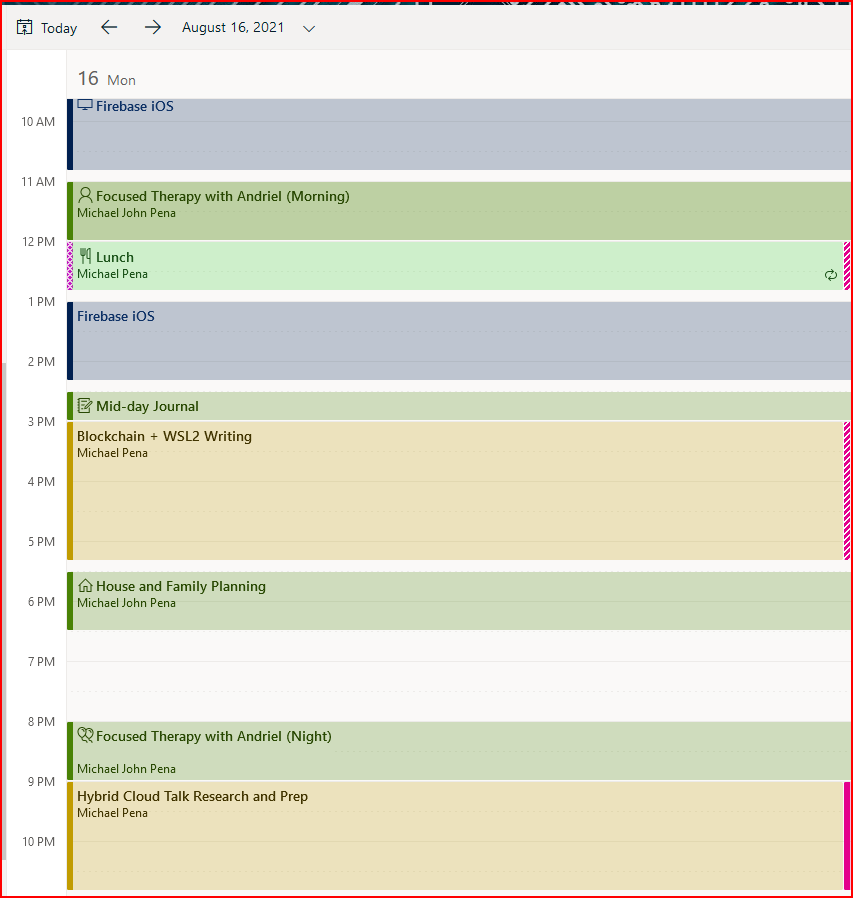 Today August 16, 2021
16 Mon
Firebase iOS
10 AM
11 AM
Focused Therapy with Andriel (Morning)
Michael John Pena
12 PM
Lunch
Michael Pena
1 PM
Firebase iOS
2 PM
Mid-day Journal
3 PM
Blockchain + WSL2 Writing
Michael Pena
4 PM
5 PM
House and Family Planning
6 PM
Michael John Pena
7 PM
8 PM
Focused Therapy with Andriel (Night)
Michael John Pena
9 PM
Hybrid Cloud Talk Research and Prep
Michael Pena
10 PM